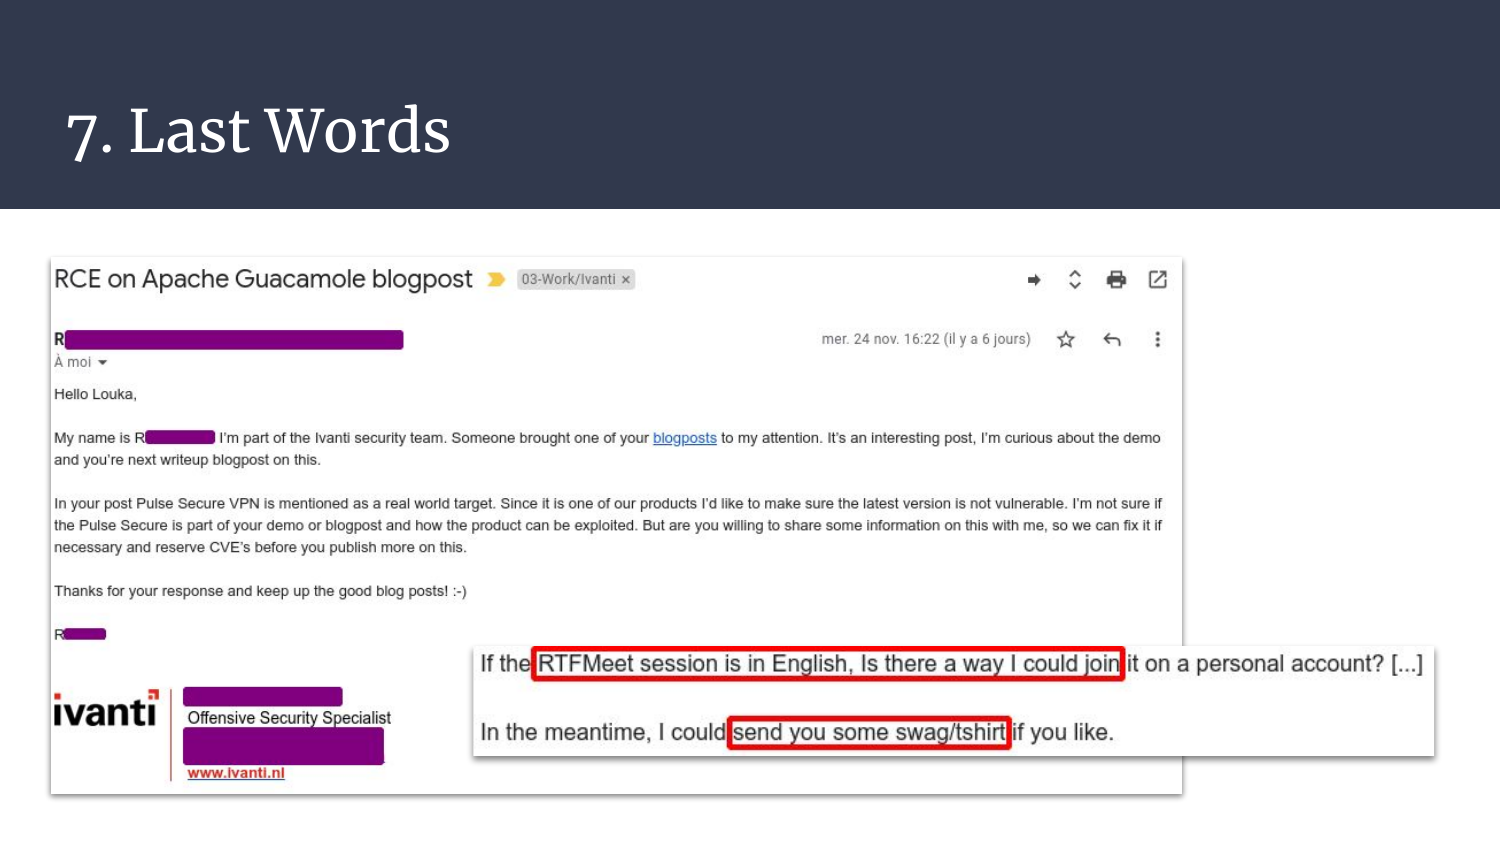 7. Last Words
RCE on Apache Guacamole blogpost 03-Work/Ivanti ×
R
mer. 24 nov. 16:22 (il y a 6 jours)
À moi
Hello Louka,
My name is R I'm part of the Ivanti security team. Someone brought one of your blogposts to my attention. It's an interesting post, I'm curious about the demo
and you're next writeup blogpost on this.
In your post Pulse Secure VPN is mentioned as a real world target. Since it is one of our products I'd like to make sure the latest version is not vulnerable. I'm not sure if
the Pulse Secure is part of your demo or blogpost and how the product can be exploited. But are you willing to share some information on this with me, so we can fix it if
necessary and reserve CVE's before you publish more on this.
Thanks for your response and keep up the good blog posts! :-)
R
ivanti
Offensive Security Specialist
www.ivanti.nl
If the RTFMeet session is in English, Is there a way I could join it on a personal account? [...]
In the meantime, I could send you some swag/tshirt if you like.